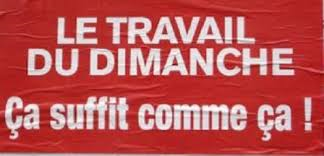 LE TRAVAIL
DU DIMANCHE
Ça suffit comme ça !